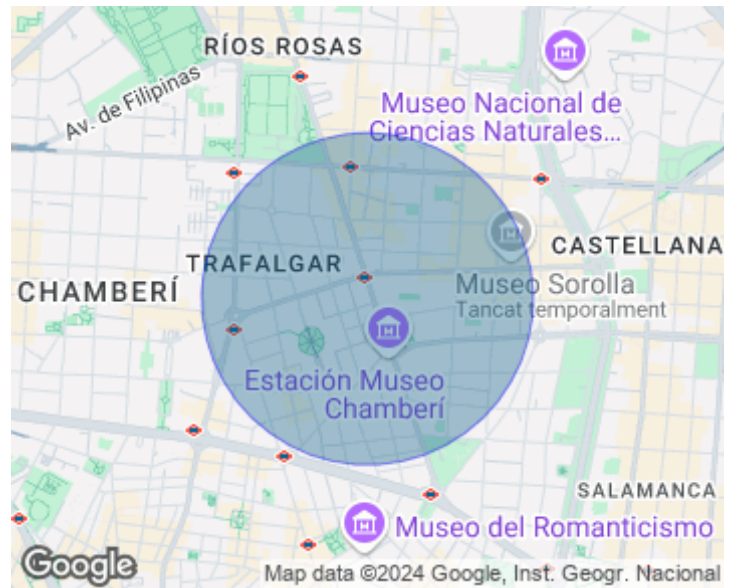 RÍOS ROSAS
Av. de Filipinas
Museo Nacional de
Ciencias Naturales...
TRAFALGAR
CASTELLANA
CHAMBERÍ
Museo Sorolla
Tancat temporalment
Estación Museo
Chamberí
SALAMANCA
Museo del Romanticismo
Google
Map data ©2024 Google, Inst. Geogr. Nacional